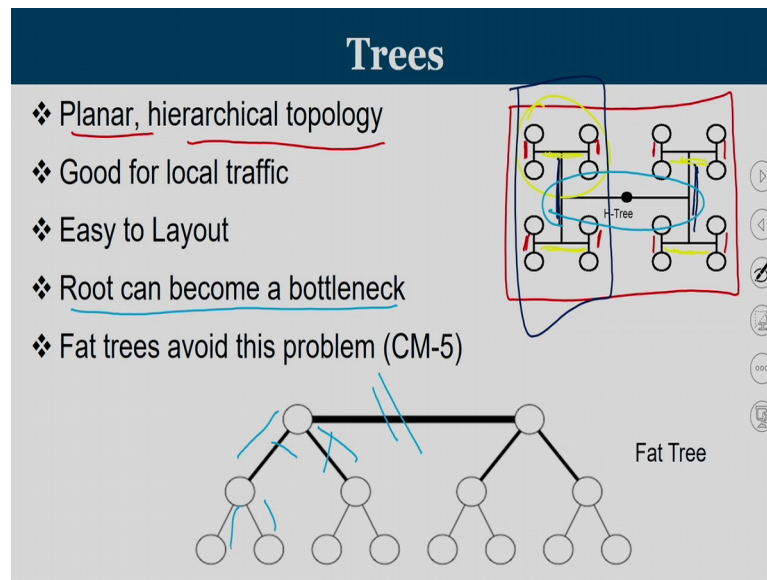 Trees
❖ Planar, hierarchical topology
❖ Good for local traffic
❖ Easy to Layout
❖ Root can become a bottleneck
❖ Fat trees avoid this problem (CM-5)
H-Tree
Fat Tree